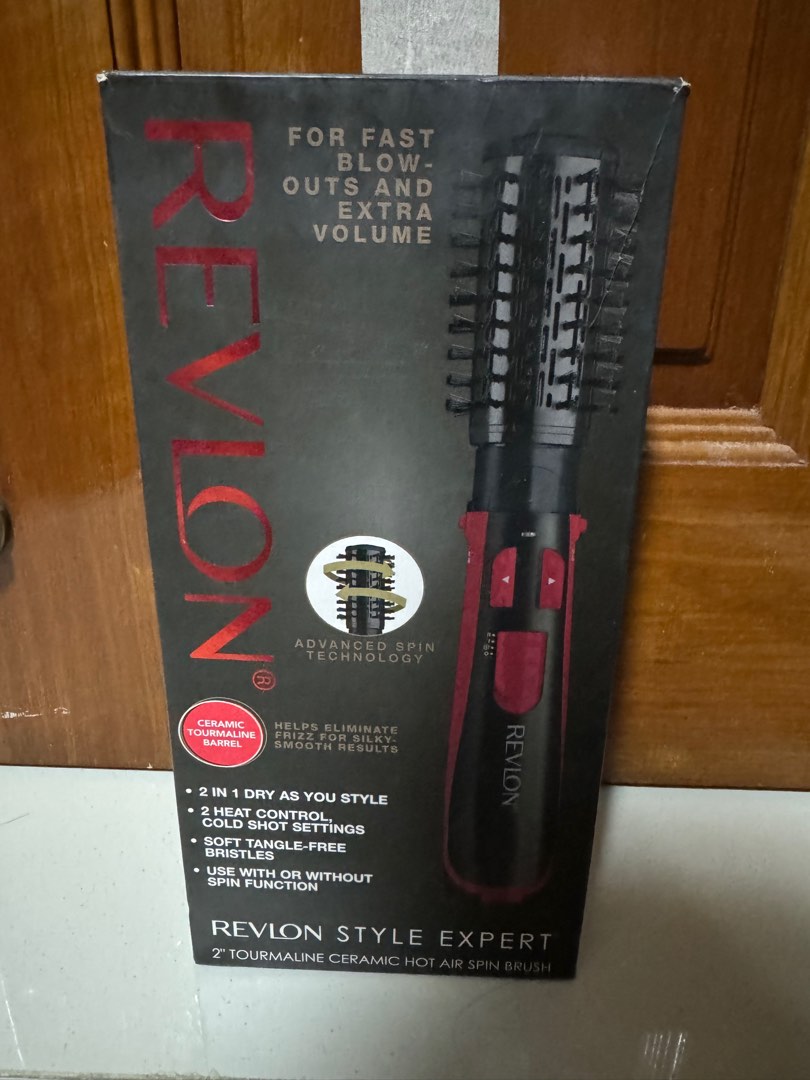 REVLON®
FOR FAST
BLOW-
OUTS AND
EXTRA
VOLUME
ADVANCED SPIN
TECHNOLOGY
CERAMIC
TOURMALINE
BARREL
HELPS ELIMINATE
FRIZZ FOR SILKY-
SMOOTH RESULTS
• 2 IN 1 DRY AS YOU STYLE
• 2 HEAT CONTROL,
COLD SHOT SETTINGS
• SOFT TANGLE-FREE
BRISTLES
• USE WITH OR WITHOUT
SPIN FUNCTION
REVLON
REVLON STYLE EXPERT
2" TOURMALINE CERAMIC HOT AIR SPIN BRUSH